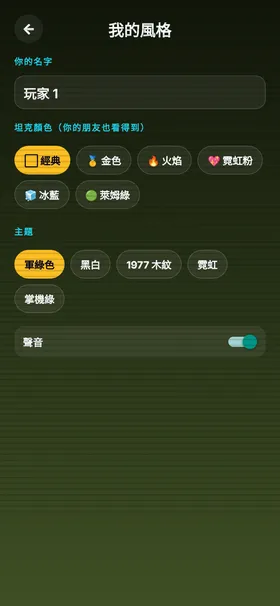 我的風格
你的名字
玩家 1
坦克顏色（你的朋友也看得到）
經典
🥇 金色
🔥 火焰
💖 霓虹粉
🧊 冰藍
🟢 萊姆綠
主題
軍綠色
黑白
1977 木紋
霓虹
掌機綠
聲音